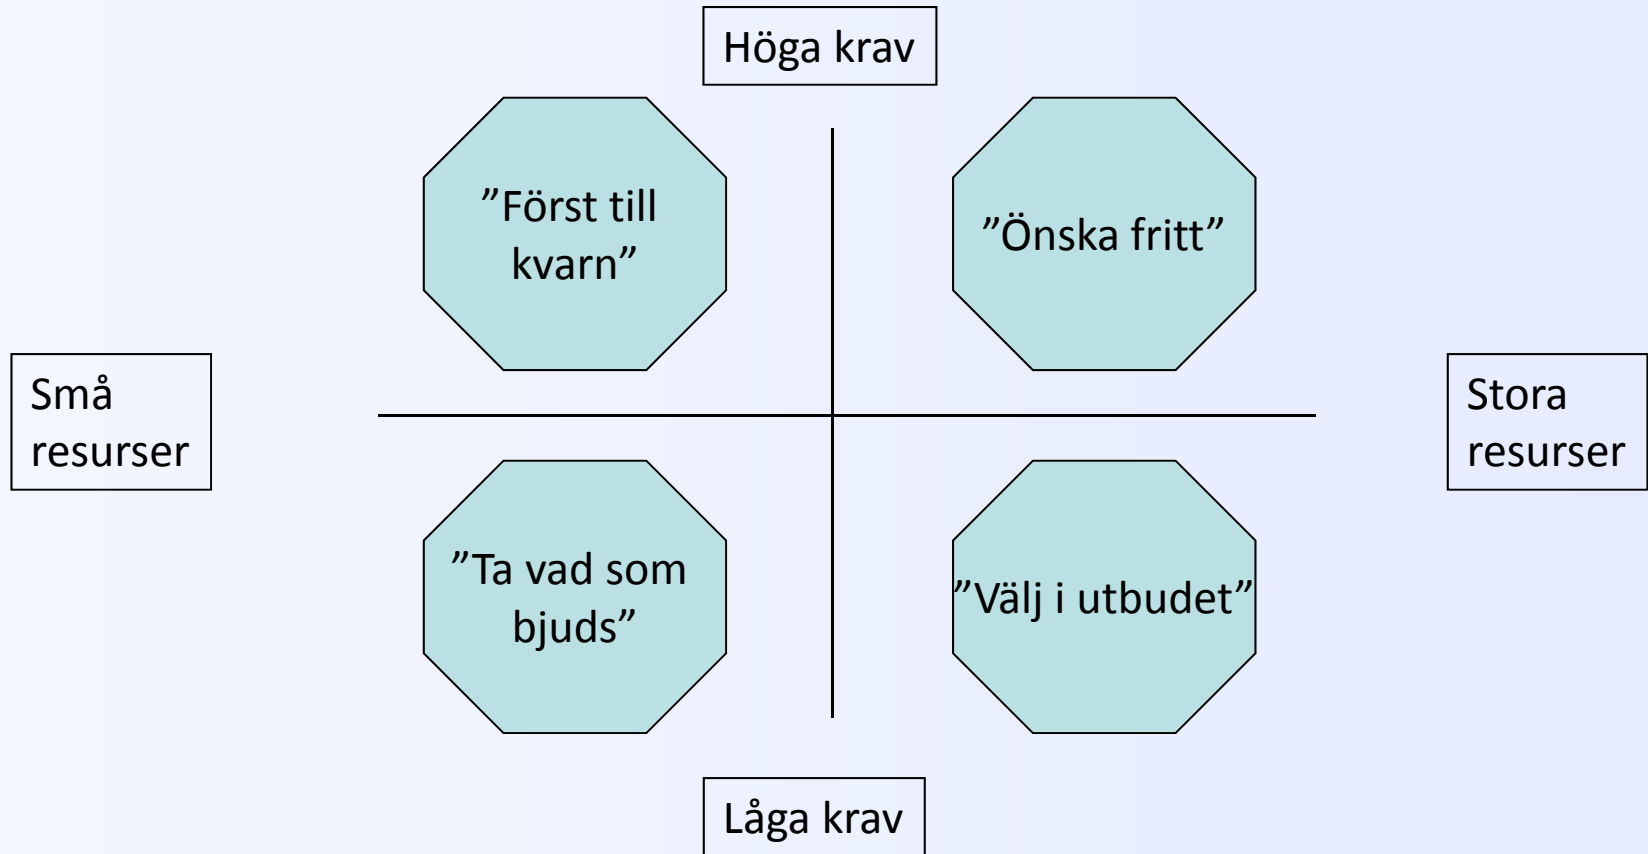 Höga krav
”Först till
kvarn”
”Önska fritt”
Små
resurser
Stora
resurser
”Ta vad som
bjuds”
”Välj i utbudet”
Låga krav